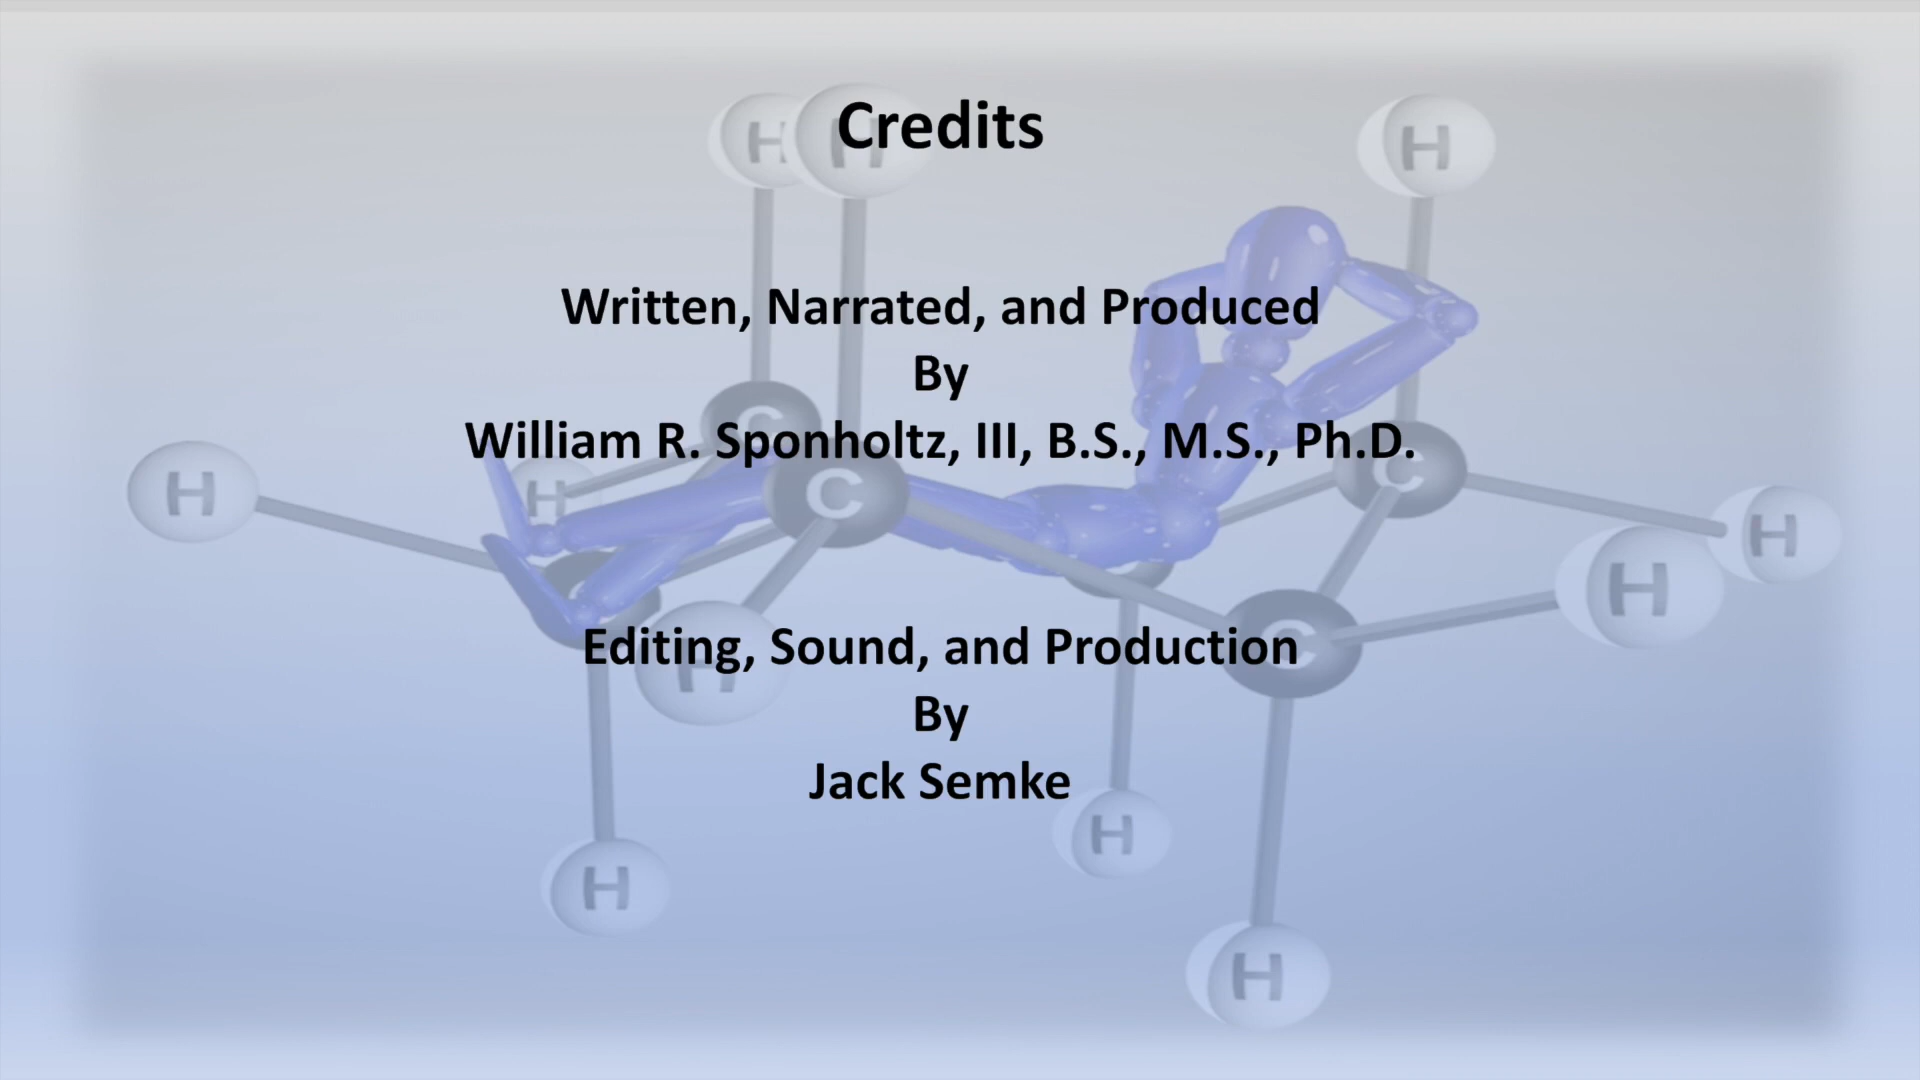 Credits
Written, Narrated, and Produced
By
William R. Sponholtz, III, B.S., M.S., Ph.D.
Editing, Sound, and Production
By
Jack Semke
H
H
H
C
C
C
H
H
H
H
C
H
H
H
H